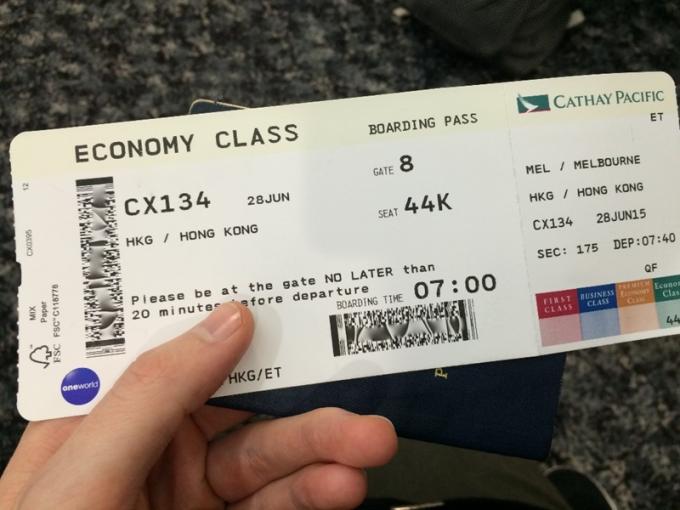 ECONOMY CLASS
BOARDING PASS
CATHAY PACIFIC
ET
12
CX0395
MIX
Paper
FSC™ C118778
FSC
CX134 28JUN
HKG / HONG KONG
GATE 8
SEAT 44K
Please be at the gate NO LATER than
20 minutes before departure
BOARDING TIME 07:00
oneworld
HKG/ET
MEL / MELBOURNE
HKG / HONG KONG
CX134 28JUN15
SEC: 175 DEP:07:40
QF
FIRST CLASS
BUSINESS CLASS
PREMIUM ECONOMY CLASS
44